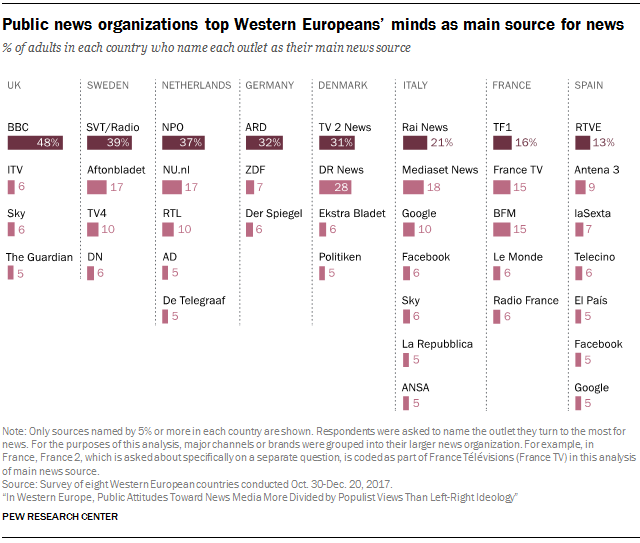 Public news organizations top Western Europeans' minds as main source for news
% of adults in each country who name each outlet as their main news source
UK
BBC
48%
ITV
6
Sky
6
The Guardian
5
SWEDEN
SVT/Radio
39%
Aftonbladet
17
TV4
10
DN
6
NETHERLANDS
NPO
37%
NU.nl
17
RTL
10
AD
5
De Telegraaf
5
GERMANY
ARD
32%
ZDF
7
Der Spiegel
6
DENMARK
TV 2 News
31%
DR News
28
Ekstra Bladet
6
Politiken
5
ITALY
Rai News
21%
Mediaset News
18
Google
10
Facebook
6
Sky
6
La Repubblica
5
ANSA
5
FRANCE
TF1
16%
France TV
15
BFM
15
Le Monde
6
Radio France
6
SPAIN
RTVE
13%
Antena 3
9
laSexta
7
Telecino
6
El País
5
Facebook
5
Google
5
Note: Only sources named by 5% or more in each country are shown. Respondents were asked to name the outlet they turn to the most for
news. For the purposes of this analysis, major channels or brands were grouped into their larger news organization. For example, in
France, France 2, which is asked about specifically on a separate question, is coded as part of France Télévisions (France TV) in this analysis
of main news source.
Source: Survey of eight Western European countries conducted Oct. 30-Dec. 20, 2017.
"In Western Europe, Public Attitudes Toward News Media More Divided by Populist Views Than Left-Right Ideology"
PEW RESEARCH CENTER